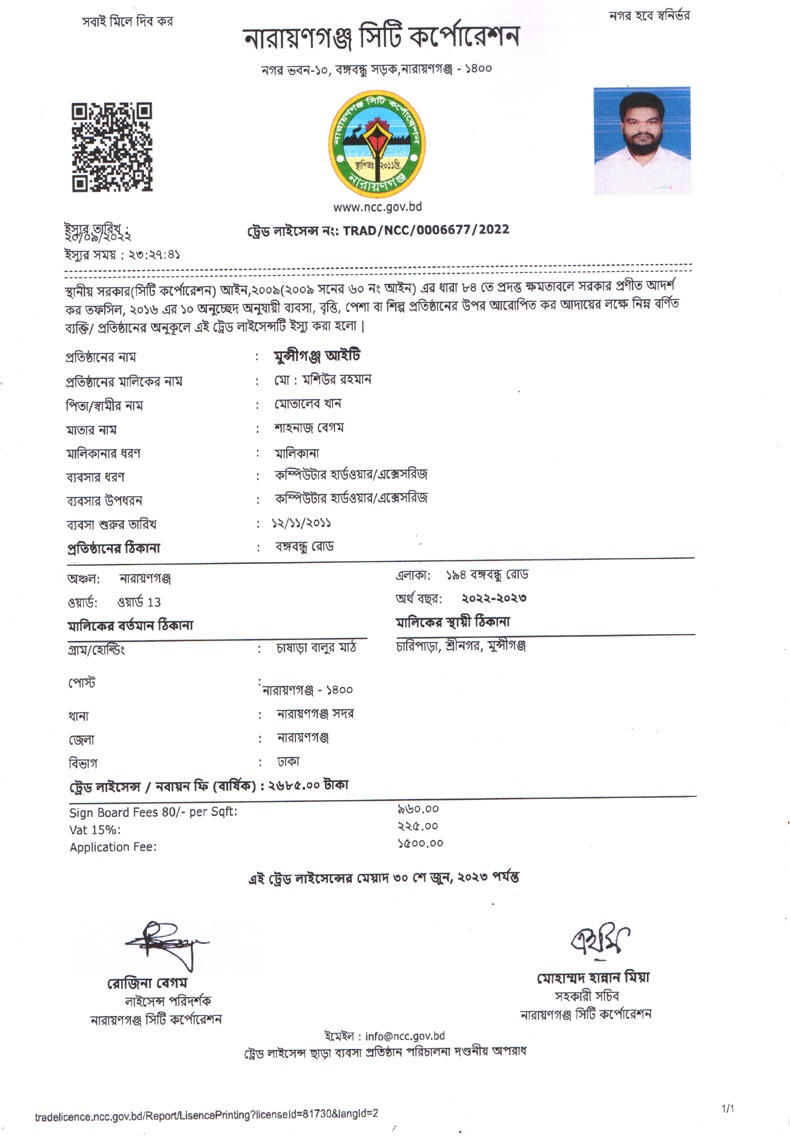 সবাই মিলে দিব কর
নগর হবে স্বনির্ভর
নারায়ণগঞ্জ সিটি কর্পোরেশন
নগর ভবন-১০, বঙ্গবন্ধু সড়ক,নারায়ণগঞ্জ - ১৪০০
নারায়ণগঞ্জ সিটি কর্পোরেশন
স্থাপিতঃ ২০১১খ্রি.
নারায়ণগঞ্জ
www.ncc.gov.bd
ইস্যুর তারিখ :
২০/০৯/২০২২
ট্রেড লাইসেন্স নং: TRAD/NCC/0006677/2022
ইস্যুর সময় : ২৩:২৭:৪১
স্থানীয় সরকার(সিটি কর্পোরেশন) আইন,২০০৯(২০০৯ সনের ৬০ নং আইন) এর ধারা ৮৪ তে প্রদত্ত ক্ষমতাবলে সরকার প্রণীত আদর্শ
কর তফসিল, ২০১৬ এর ১০ অনুচ্ছেদ অনুযায়ী ব্যবসা, বৃত্তি, পেশা বা শিল্প প্রতিষ্ঠানের উপর আরোপিত কর আদায়ের লক্ষে নিম্ন বর্ণিত
ব্যক্তি/ প্রতিষ্ঠানের অনুকূলে এই ট্রেড লাইসেন্সটি ইস্যু করা হলো |
প্রতিষ্ঠানের নাম : মুন্সীগঞ্জ আইটি
প্রতিষ্ঠানের মালিকের নাম : মো : মশিউর রহমান
পিতা/স্বামীর নাম : মোতালেব খান
মাতার নাম : শাহনাজ বেগম
মালিকানার ধরণ : মালিকানা
ব্যবসার ধরণ : কম্পিউটার হার্ডওয়ার/এক্সেসরিজ
ব্যবসার উপধরন : কম্পিউটার হার্ডওয়ার/এক্সেসরিজ
ব্যবসা শুরুর তারিখ : ১২/১১/২০১১
প্রতিষ্ঠানের ঠিকানা : বঙ্গবন্ধু রোড
অঞ্চল: নারায়ণগঞ্জ এলাকা: ১৯৪ বঙ্গবন্ধু রোড
ওয়ার্ড: ওয়ার্ড 13 অর্থ বছর: ২০২২-২০২৩
মালিকের বর্তমান ঠিকানা মালিকের স্থায়ী ঠিকানা
গ্রাম/হোল্ডিং : চাষাড়া বালুর মাঠ চারিপাড়া, শ্রীনগর, মুন্সীগঞ্জ
পোস্ট : নারায়ণগঞ্জ - ১৪০০
থানা : নারায়ণগঞ্জ সদর
জেলা : নারায়ণগঞ্জ
বিভাগ : ঢাকা
ট্রেড লাইসেন্স / নবায়ন ফি (বার্ষিক) : ২৬৮৫.০০ টাকা
Sign Board Fees 80/- per Sqft: ৯৬০.০০
Vat 15%: ২২৫.০০
Application Fee: ১৫০০.০০
এই ট্রেড লাইসেন্সের মেয়াদ ৩০ শে জুন, ২০২৩ পর্যন্ত
রোজিনা বেগম
লাইসেন্স পরিদর্শক
নারায়ণগঞ্জ সিটি কর্পোরেশন
মোহাম্মদ হান্নান মিয়া
সহকারী সচিব
নারায়ণগঞ্জ সিটি কর্পোরেশন
ইমেইল : info@ncc.gov.bd
ট্রেড লাইসেন্স ছাড়া ব্যবসা প্রতিষ্ঠান পরিচালনা দণ্ডনীয় অপরাধ
tradelicence.ncc.gov.bd/Report/LisencePrinting?licenseId=81730&langId=2
1/1